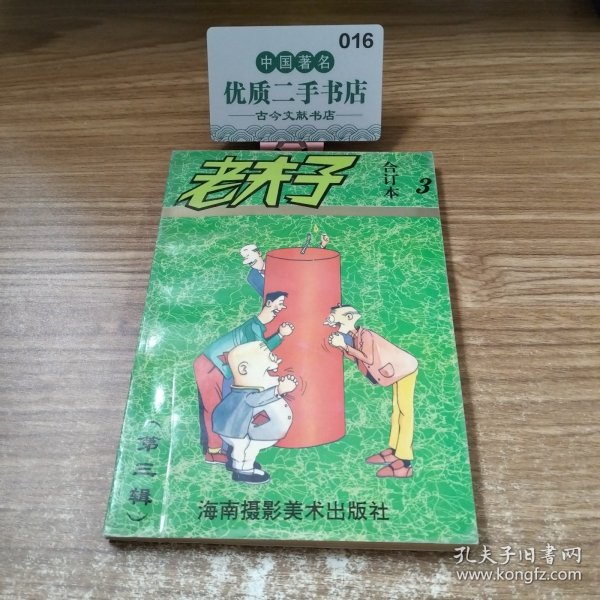 016
中国著名
优质二手书店
古今文献书店
老夫子
合订本
3
（第三辑）
海南摄影美术出版社
孔夫子旧书网
www.kongfz.com